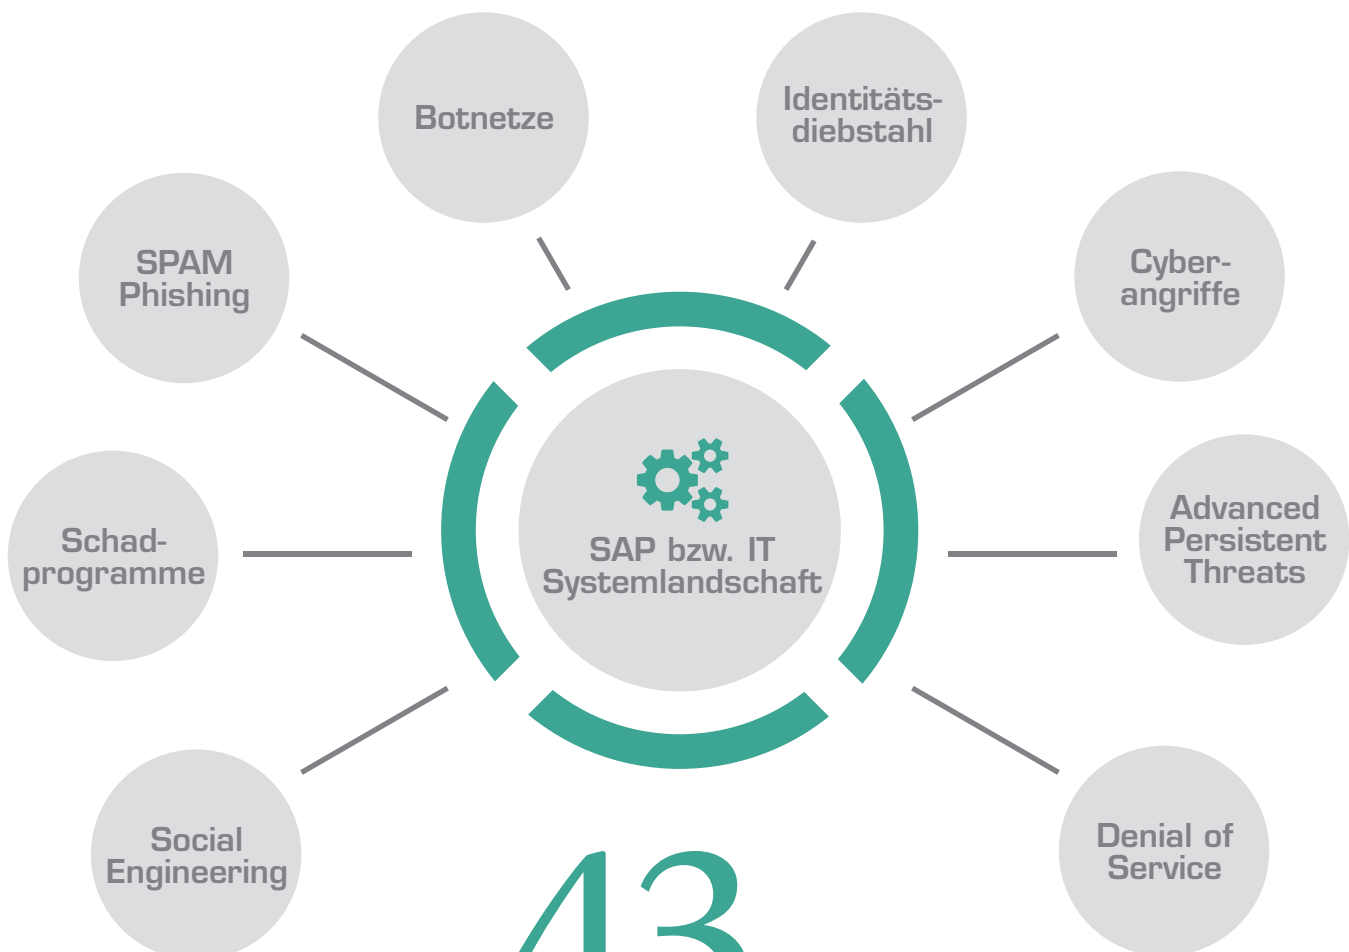 Botnetze
Identitäts-
diebstahl
SPAM
Phishing
Cyber-
angriffe
SAP bzw. IT
Systemlandschaft
Schad-
programme
Advanced
Persistent
Threats
Social
Engineering
Denial of
Service
43